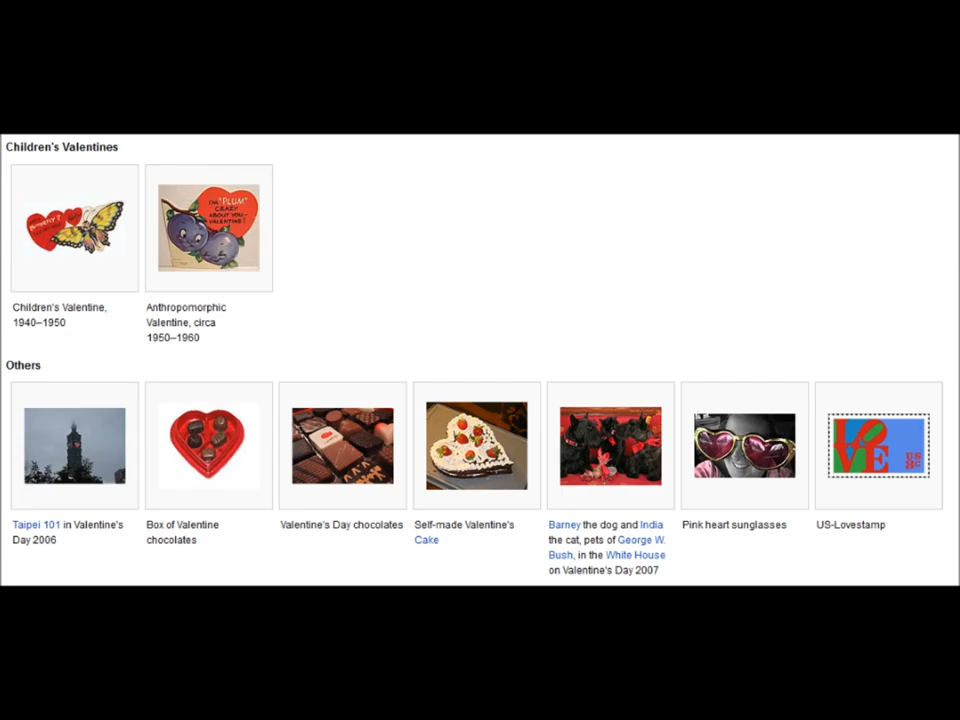 Children's Valentines
I'M "PLUM"
CRAZY
ABOUT YOU-
VALENTINE!
Children's Valentine,
1940–1950
Anthropomorphic
Valentine, circa
1950–1960
Others
LO
VE
US
8c
Taipei 101 in Valentine's
Day 2006
Box of Valentine
chocolates
Valentine's Day chocolates
Self-made Valentine's
Cake
Barney the dog and India
the cat, pets of George W.
Bush, in the White House
on Valentine's Day 2007
Pink heart sunglasses
US-Lovestamp